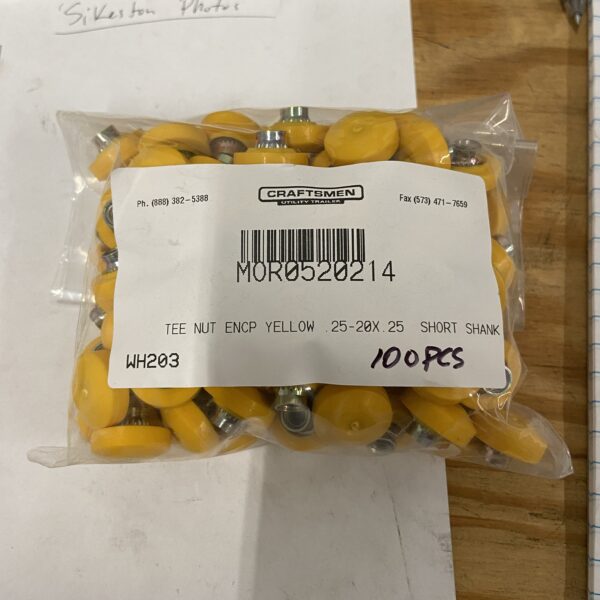 Sikeston Photos
Ph. (888) 382-5388
CRAFTSMEN
UTILITY TRAILER
Fax (573) 471-7659
MOR0520214
TEE NUT ENCP YELLOW .25-20X.25 SHORT SHANK
WH203
100PCS